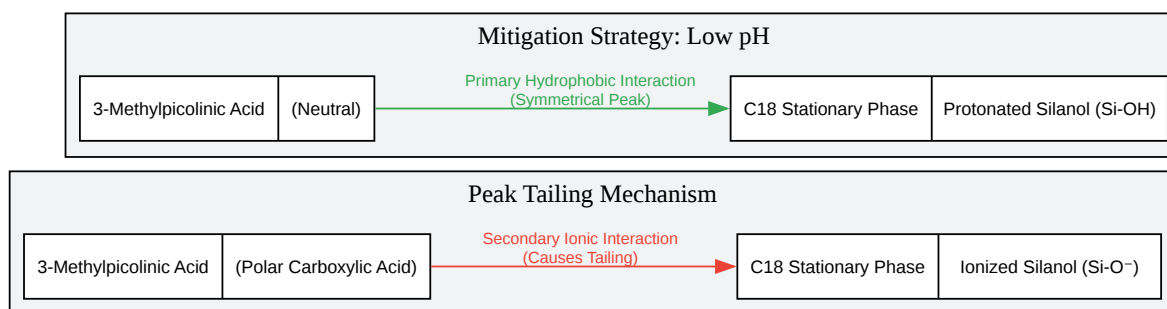 Mitigation Strategy: Low pH
3-Methylpicolinic Acid
(Neutral)
Primary Hydrophobic Interaction
(Symmetrical Peak)
C18 Stationary Phase
Protonated Silanol (Si-OH)
Peak Tailing Mechanism
3-Methylpicolinic Acid
(Polar Carboxylic Acid)
Secondary Ionic Interaction
(Causes Tailing)
C18 Stationary Phase
Ionized Silanol (Si-O⁻)